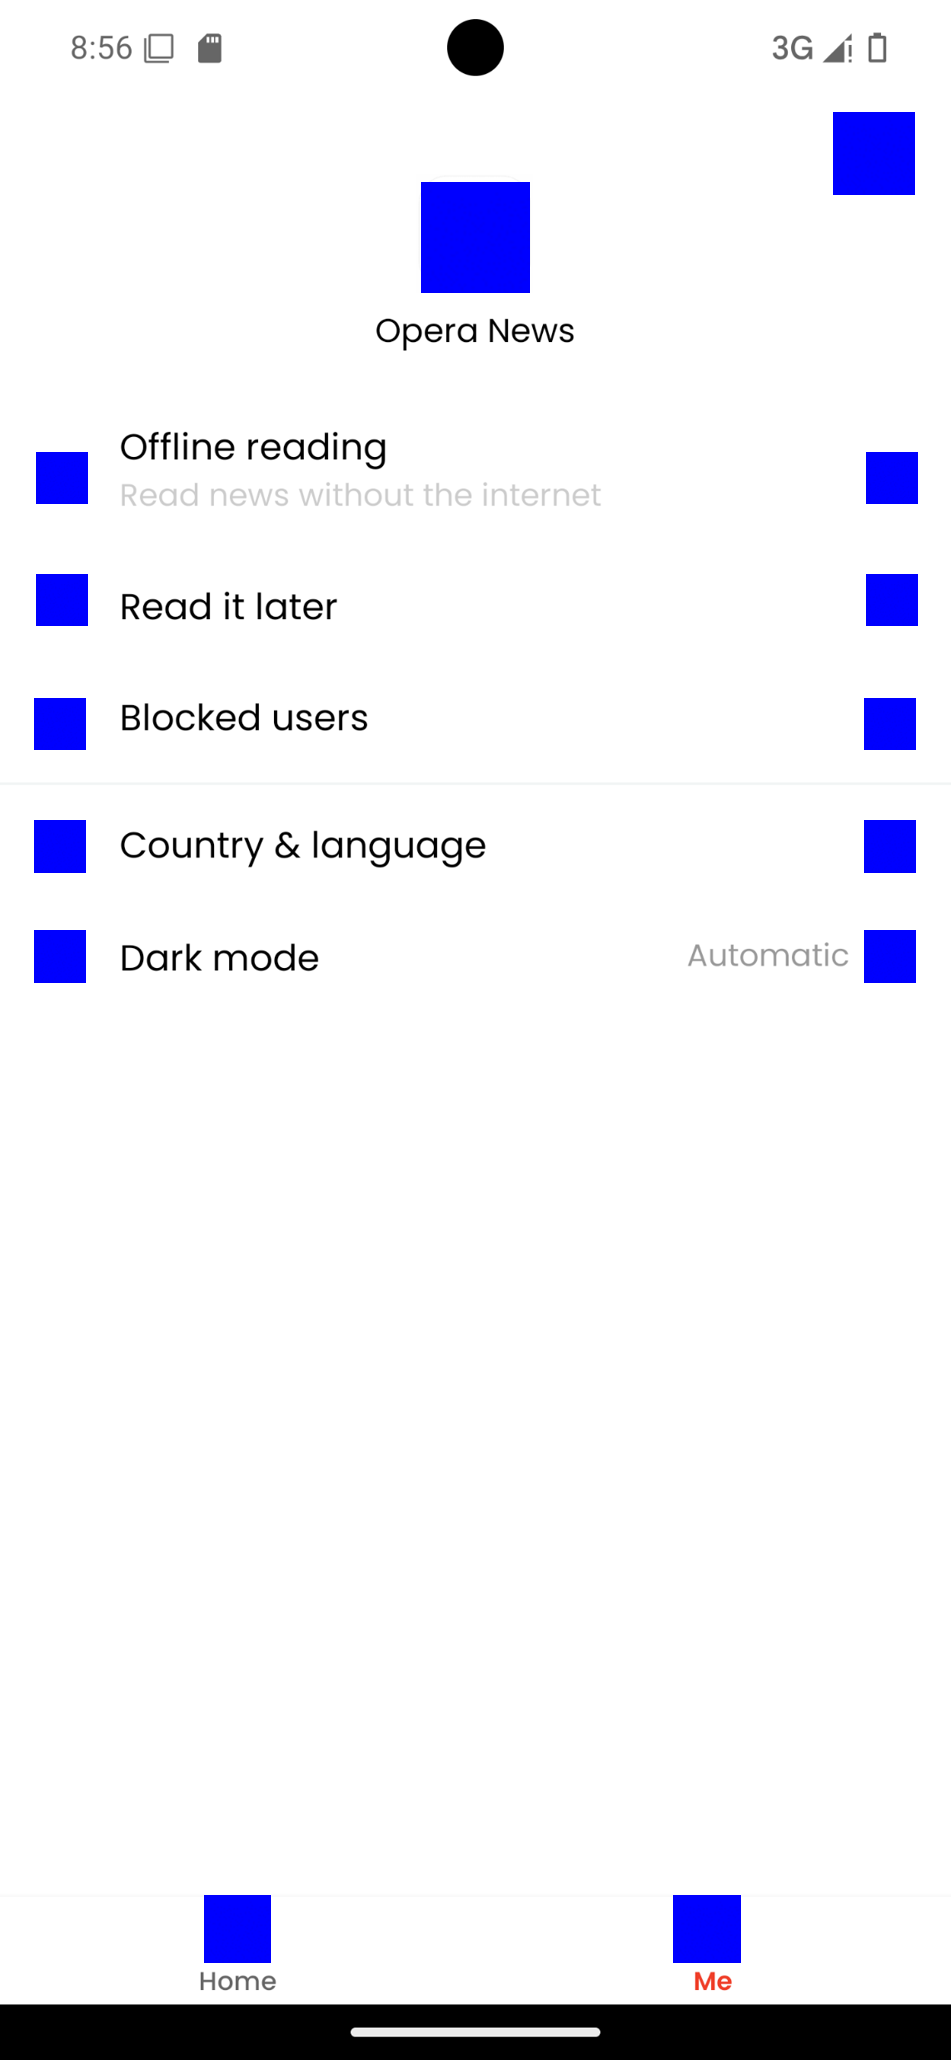 8:56 3G
Opera News
Offline reading
Read news without the internet
Read it later
Blocked users
Country & language
Dark mode Automatic
Home Me